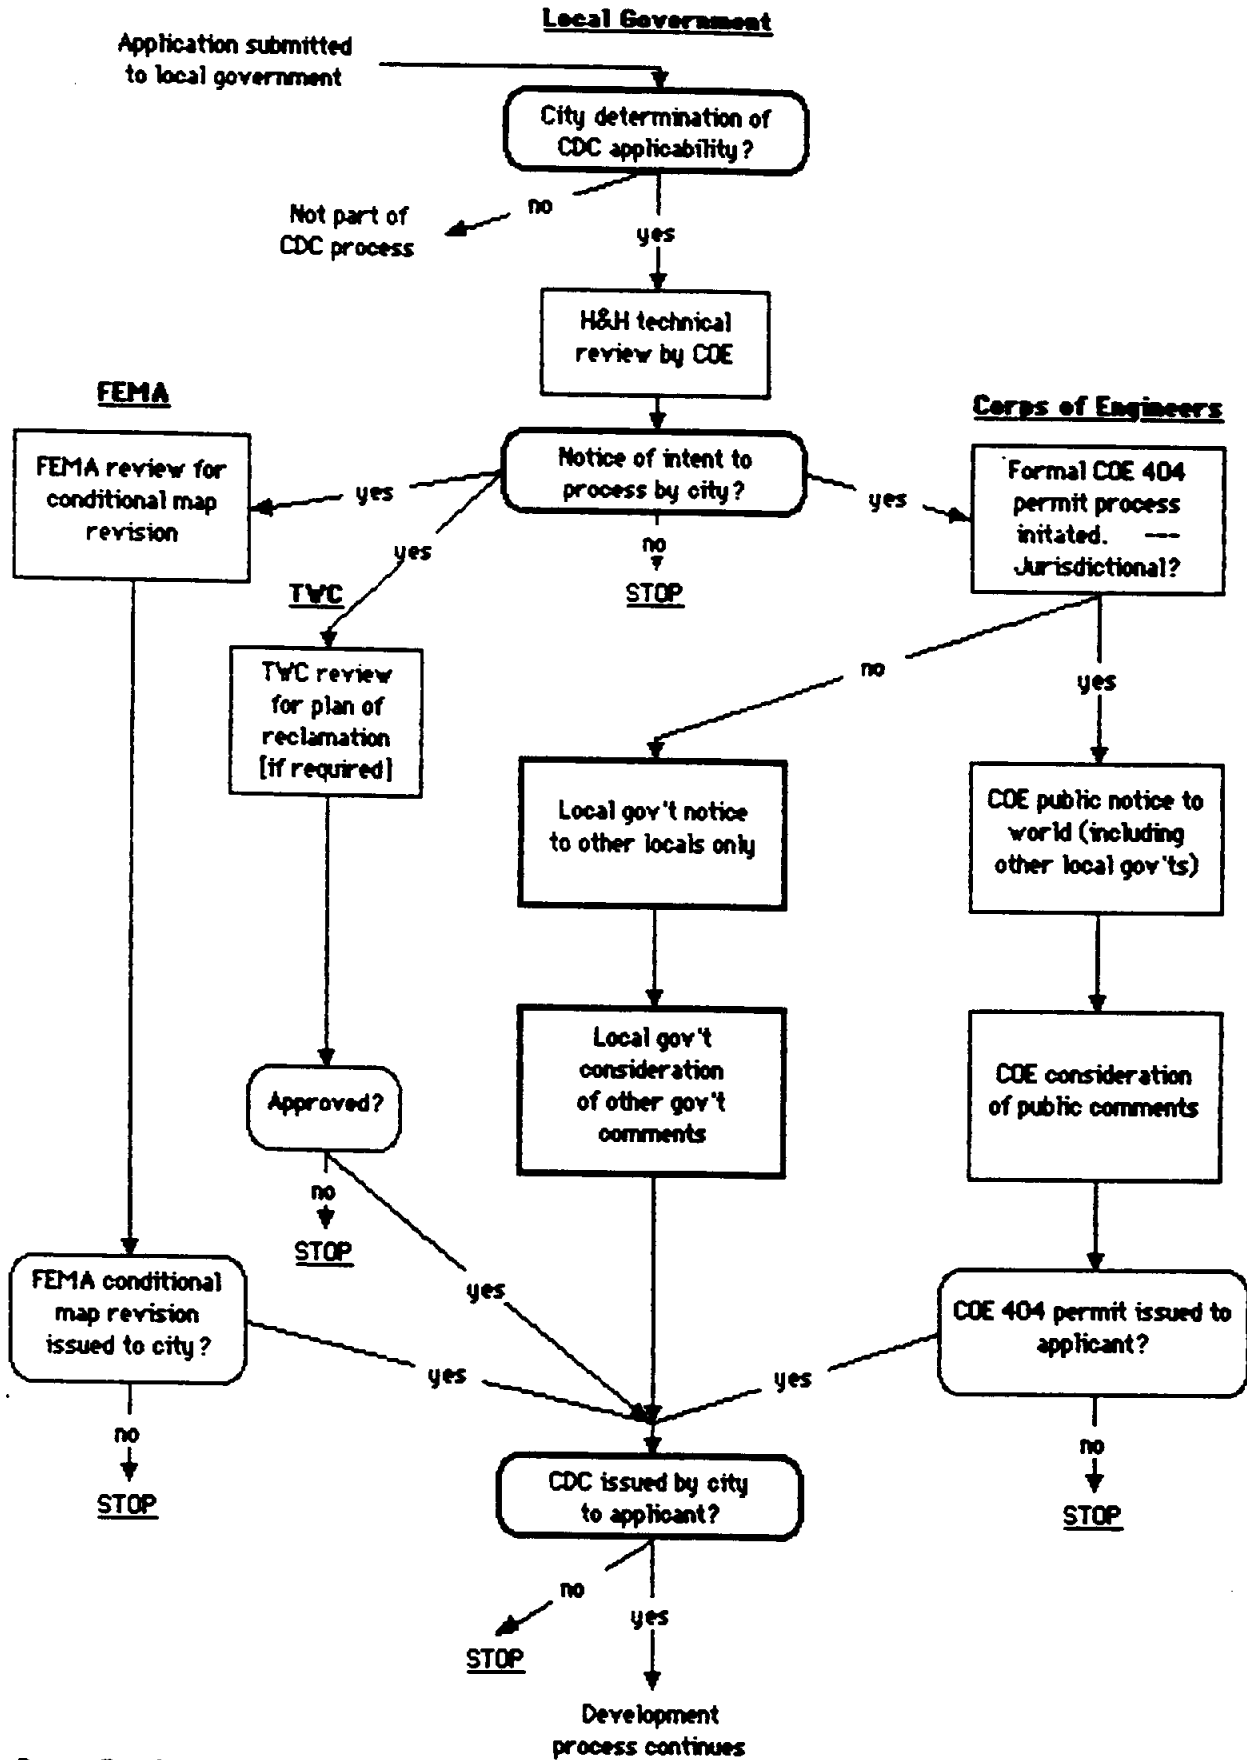 Local Government
Application submitted
to local government
City determination of
CDC applicability?
no
Not part of
CDC process
yes
H&H technical
review by COE
FEMA
Corps of Engineers
FEMA review for
conditional map
revision
yes
Notice of intent to
process by city?
yes
Formal COE 404
permit process
initated. ---
Jurisdictional?
yes
no
STOP
TWC
TWC review
for plan of
reclamation
[if required]
no
yes
Local gov't notice
to other locals only
COE public notice to
world (including
other local gov'ts)
Approved?
Local gov't
consideration
of other gov't
comments
COE consideration
of public comments
no
STOP
yes
FEMA conditional
map revision
issued to city?
COE 404 permit issued to
applicant?
yes
yes
no
STOP
no
STOP
CDC issued by city
to applicant?
no
STOP
yes
Development
process continues